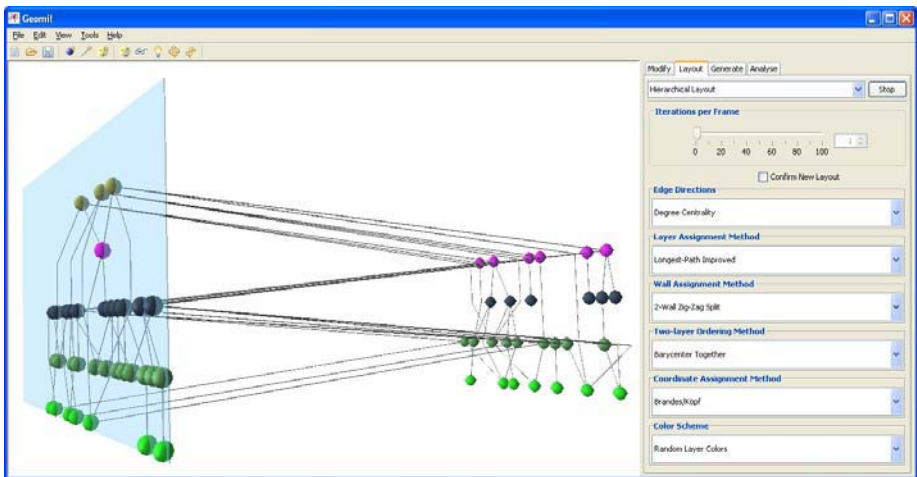 Geomi!
File Edit View Tools Help
Modify Layout Generate Analyse
Hierarchical Layout
Stop
Iterations per Frame
0 20 40 60 80 100
1
Confirm New Layout
Edge Directions
Degree Centrality
Layer Assignment Method
Longest-Path Improved
Wall Assignment Method
2-Wall Zig-Zag Split
Two-layer Ordering Method
Barycenter Together
Coordinate Assignment Method
Brandes/Köpf
Color Scheme
Random Layer Colors